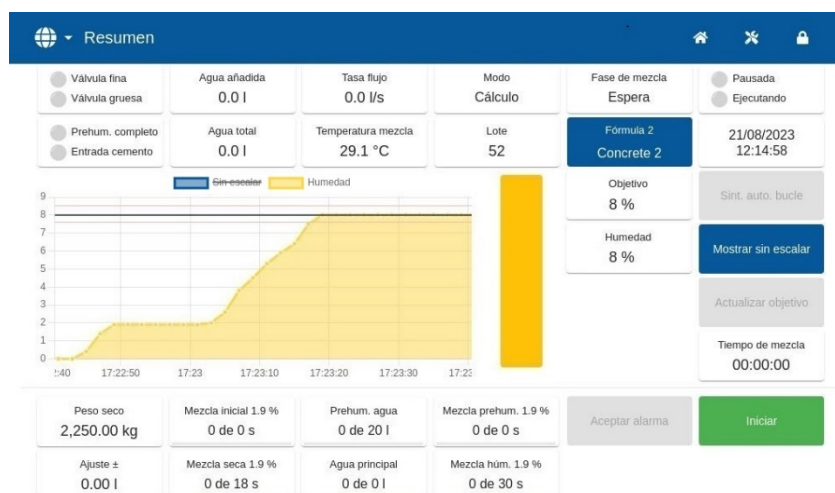 Resumen
Válvula fina
Válvula gruesa
Agua añadida
0.0 l
Tasa flujo
0.0 l/s
Modo
Cálculo
Fase de mezcla
Espera
Pausada
Ejecutando
Prehum. completo
Entrada cemento
Agua total
0.0 l
Temperatura mezcla
29.1 °C
Lote
52
Fórmula 2
Concrete 2
21/08/2023
12:14:58
Sin escalar
Humedad
9
8
7
6
5
4
3
2
1
0
:40
17:22:50
17:23
17:23:10
17:23:20
17:23:30
17:23
Objetivo
8 %
Humedad
8 %
Sint. auto. bucle
Mostrar sin escalar
Actualizar objetivo
Tiempo de mezcla
00:00:00
Peso seco
2,250.00 kg
Mezcla inicial 1.9 %
0 de 0 s
Prehum. agua
0 de 20 l
Mezcla prehum. 1.9 %
0 de 0 s
Aceptar alarma
Iniciar
Ajuste ±
0.00 l
Mezcla seca 1.9 %
0 de 18 s
Agua principal
0 de 0 l
Mezcla húm. 1.9 %
0 de 30 s